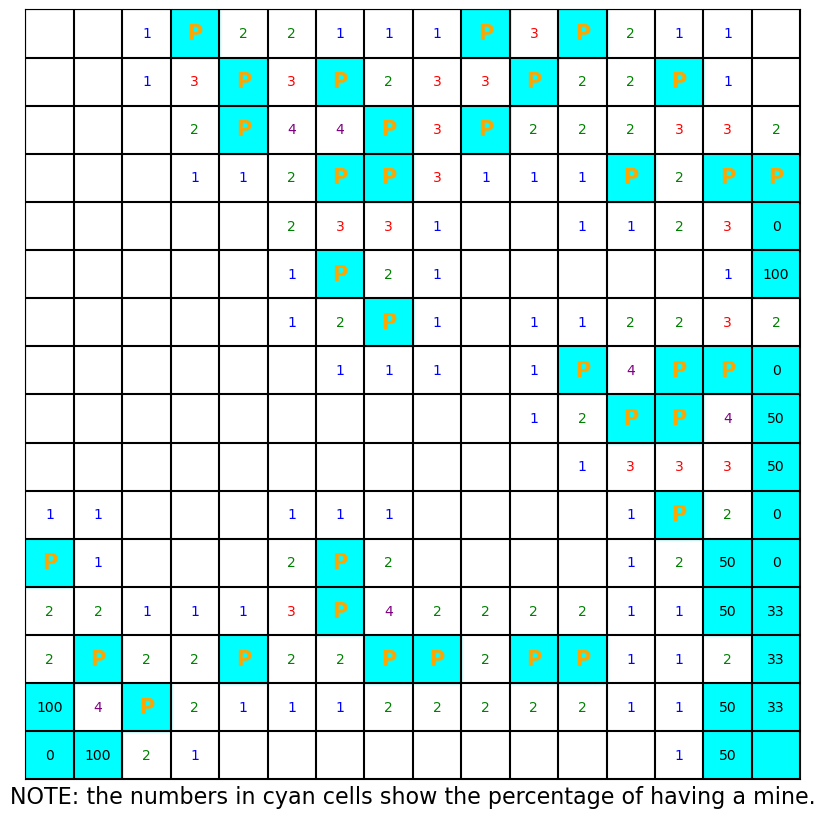 1 P 2 2 1 1 1 P 3 P 2 1 1
1 3 P 3 P 2 3 3 P 2 2 P 1
2 P 4 4 P 3 P 2 2 2 3 3 2
1 1 2 P P 3 1 1 1 P 2 P P
2 3 3 1 1 1 2 3 0
1 P 2 1 1 100
1 2 P 1 1 1 2 2 3 2
1 1 1 1 P 4 P P 0
1 2 P P 4 50
1 3 3 3 50
1 1 1 1 1 1 P 2 0
P 1 2 P 2 1 2 50 0
2 2 1 1 1 3 P 4 2 2 2 2 1 1 50 33
2 P 2 2 P 2 2 P P 2 P P 1 1 2 33
100 4 P 2 1 1 1 2 2 2 2 2 1 1 50 33
0 100 2 1 1 50
NOTE: the numbers in cyan cells show the percentage of having a mine.